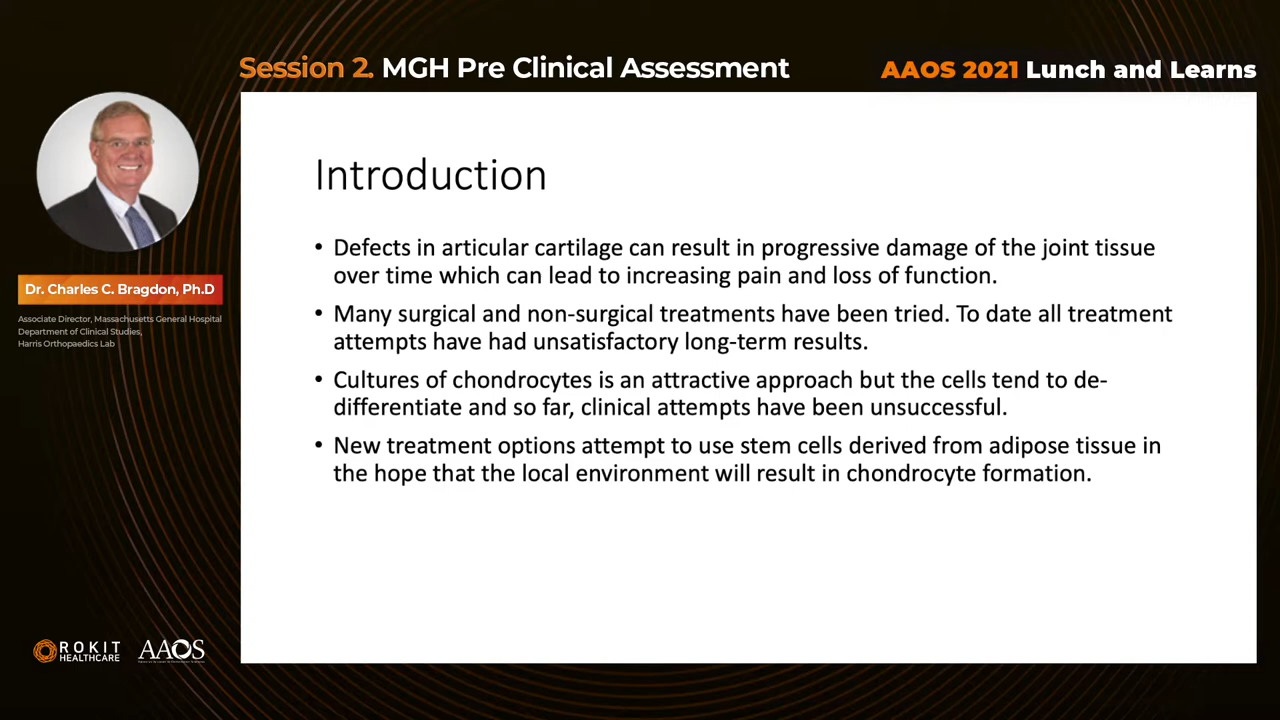 Session 2. MGH Pre Clinical Assessment
AAOS 2021 Lunch and Learns
Dr. Charles C. Bragdon, Ph.D
Associate Director, Massachusetts General Hospital
Department of Clinical Studies,
Harris Orthopaedics Lab
Introduction
• Defects in articular cartilage can result in progressive damage of the joint tissue
over time which can lead to increasing pain and loss of function.
• Many surgical and non-surgical treatments have been tried. To date all treatment
attempts have had unsatisfactory long-term results.
• Cultures of chondrocytes is an attractive approach but the cells tend to de-
differentiate and so far, clinical attempts have been unsuccessful.
• New treatment options attempt to use stem cells derived from adipose tissue in
the hope that the local environment will result in chondrocyte formation.
ROKIT
HEALTHCARE
AAOS